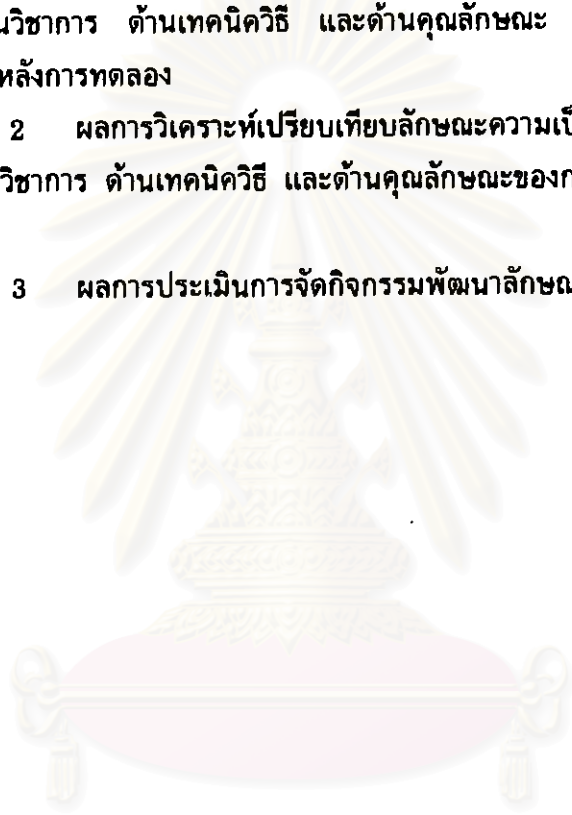 นวิชาการ ด้านเทคนิควิธี และด้านคุณลักษณะ
หลังการทดลอง
2 ผลการวิเคราะห์เปรียบเทียบลักษณะความเป็
วิชาการ ด้านเทคนิควิธี และด้านคุณลักษณะของก
3 ผลการประเมินการจัดกิจกรรมพัฒนาลักษณ